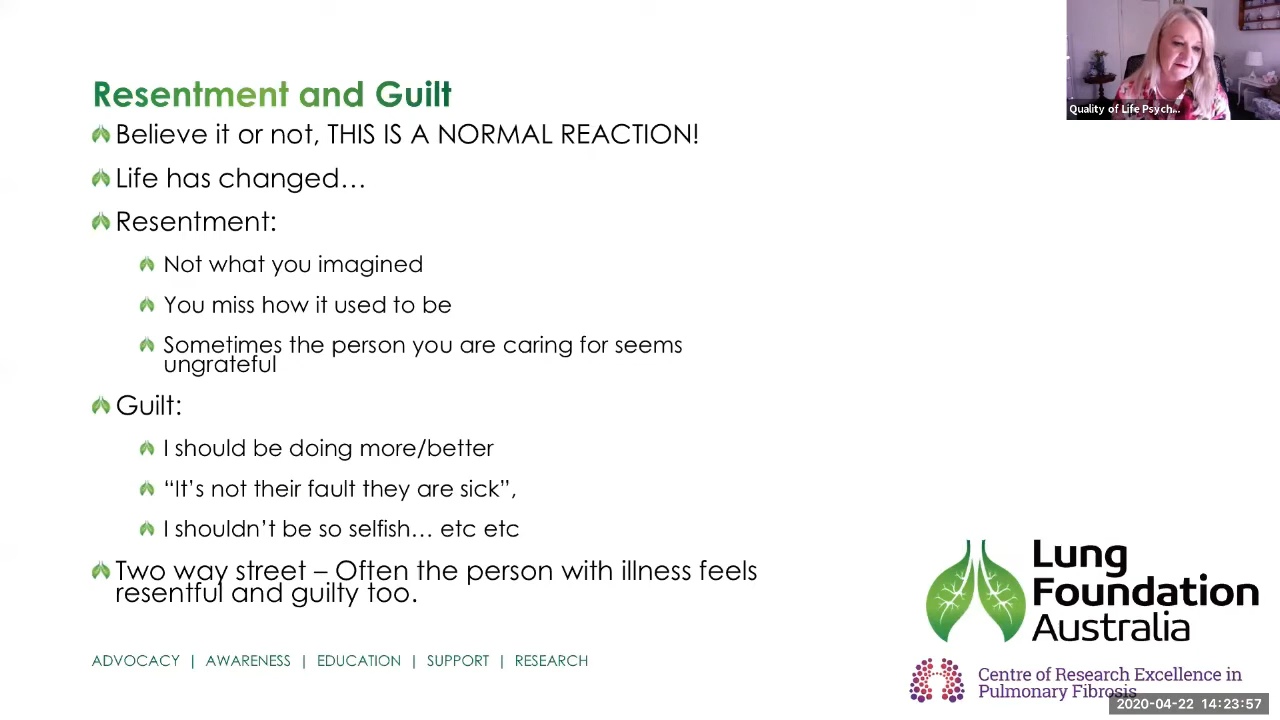 Resentment and Guilt
Believe it or not, THIS IS A NORMAL REACTION!
Life has changed…
Resentment:
Not what you imagined
You miss how it used to be
Sometimes the person you are caring for seems
ungrateful
Guilt:
I should be doing more/better
“It’s not their fault they are sick”,
I shouldn’t be so selfish… etc etc
Two way street – Often the person with illness feels
resentful and guilty too.
ADVOCACY | AWARENESS | EDUCATION | SUPPORT | RESEARCH
Quality of Life Psych...
Lung
Foundation
Australia
Centre of Research Excellence in
Pulmonary Fibrosis
2020-04-22 14:23:57